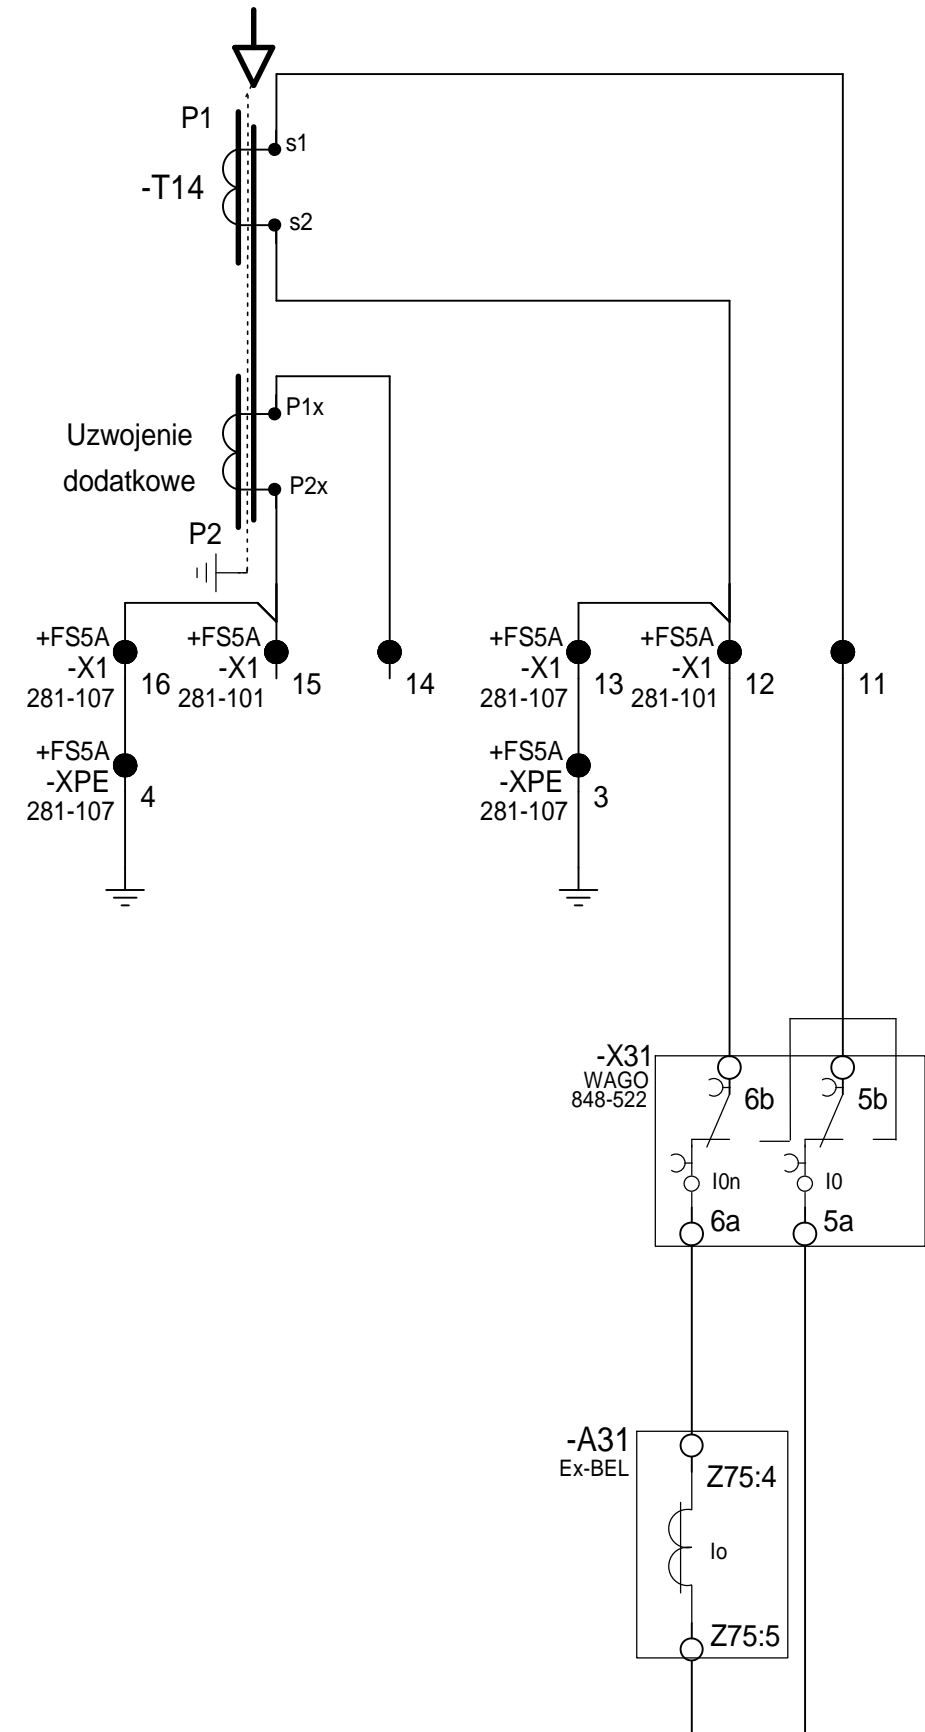 P1
s1
-T14
s2
P1x
Uzwojenie
dodatkowe
P2x
P2
+FS5A
-X1
281-107
16
+FS5A
-X1
281-101
15
14
+FS5A
-X1
281-107
13
+FS5A
-X1
281-101
12
11
+FS5A
-XPE
281-107
4
+FS5A
-XPE
281-107
3
-X31
WAGO
848-522
6b
5b
I0n
I0
6a
5a
-A31
Ex-BEL
Z75:4
Io
Z75:5